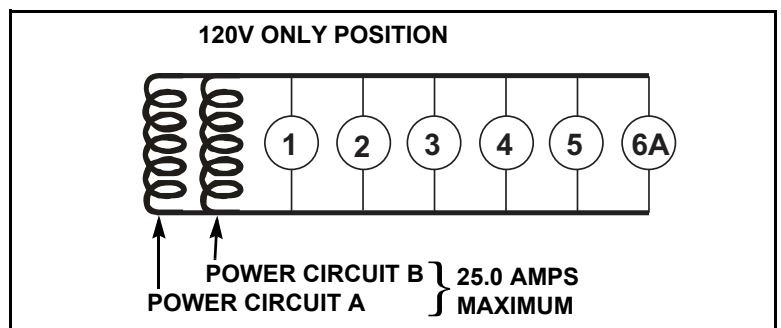 120V ONLY POSITION
1 2 3 4 5 6A
POWER CIRCUIT B } 25.0 AMPS
POWER CIRCUIT A MAXIMUM